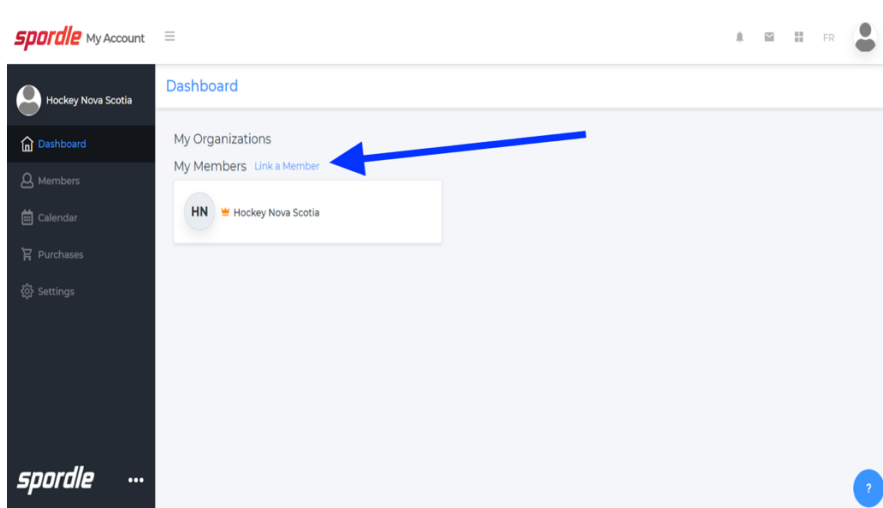 spordle My Account
FR
Hockey Nova Scotia
Dashboard
Dashboard
Members
Calendar
Purchases
Settings
My Organizations
My Members Link a Member
HN Hockey Nova Scotia
spordle ...
?